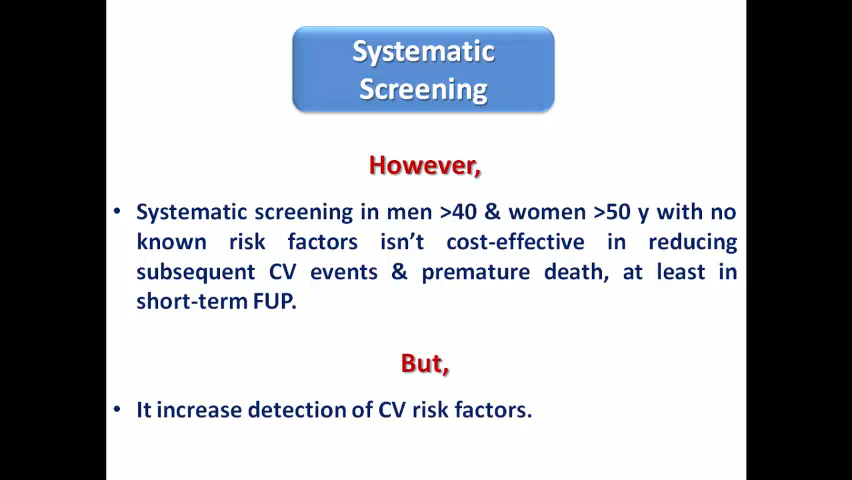 Systematic
Screening
However,
• Systematic screening in men >40 & women >50 y with no
known risk factors isn't cost-effective in reducing
subsequent CV events & premature death, at least in
short-term FUP.
But,
• It increase detection of CV risk factors.